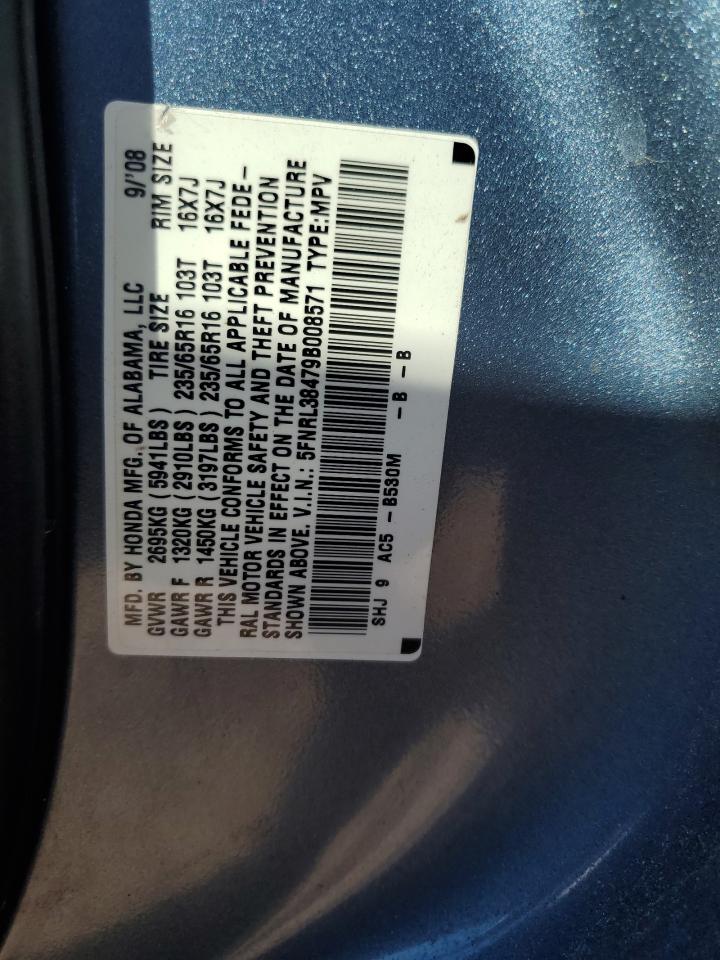 MFD. BY HONDA MFG. OF ALABAMA, LLC 9/'08
GVWR 2695KG (5941LBS) TIRE SIZE RIM SIZE
GAWR F 1320KG (2910LBS) 235/65R16 103T 16X7J
GAWR R 1450KG (3197LBS) 235/65R16 103T 16X7J
THIS VEHICLE CONFORMS TO ALL APPLICABLE FEDE-
RAL MOTOR VEHICLE SAFETY AND THEFT PREVENTION
STANDARDS IN EFFECT ON THE DATE OF MANUFACTURE
SHOWN ABOVE. V.I.N.: 5FNRL38479B008571 TYPE:MPV
SHJ 9 AC5 -B530M -B -B